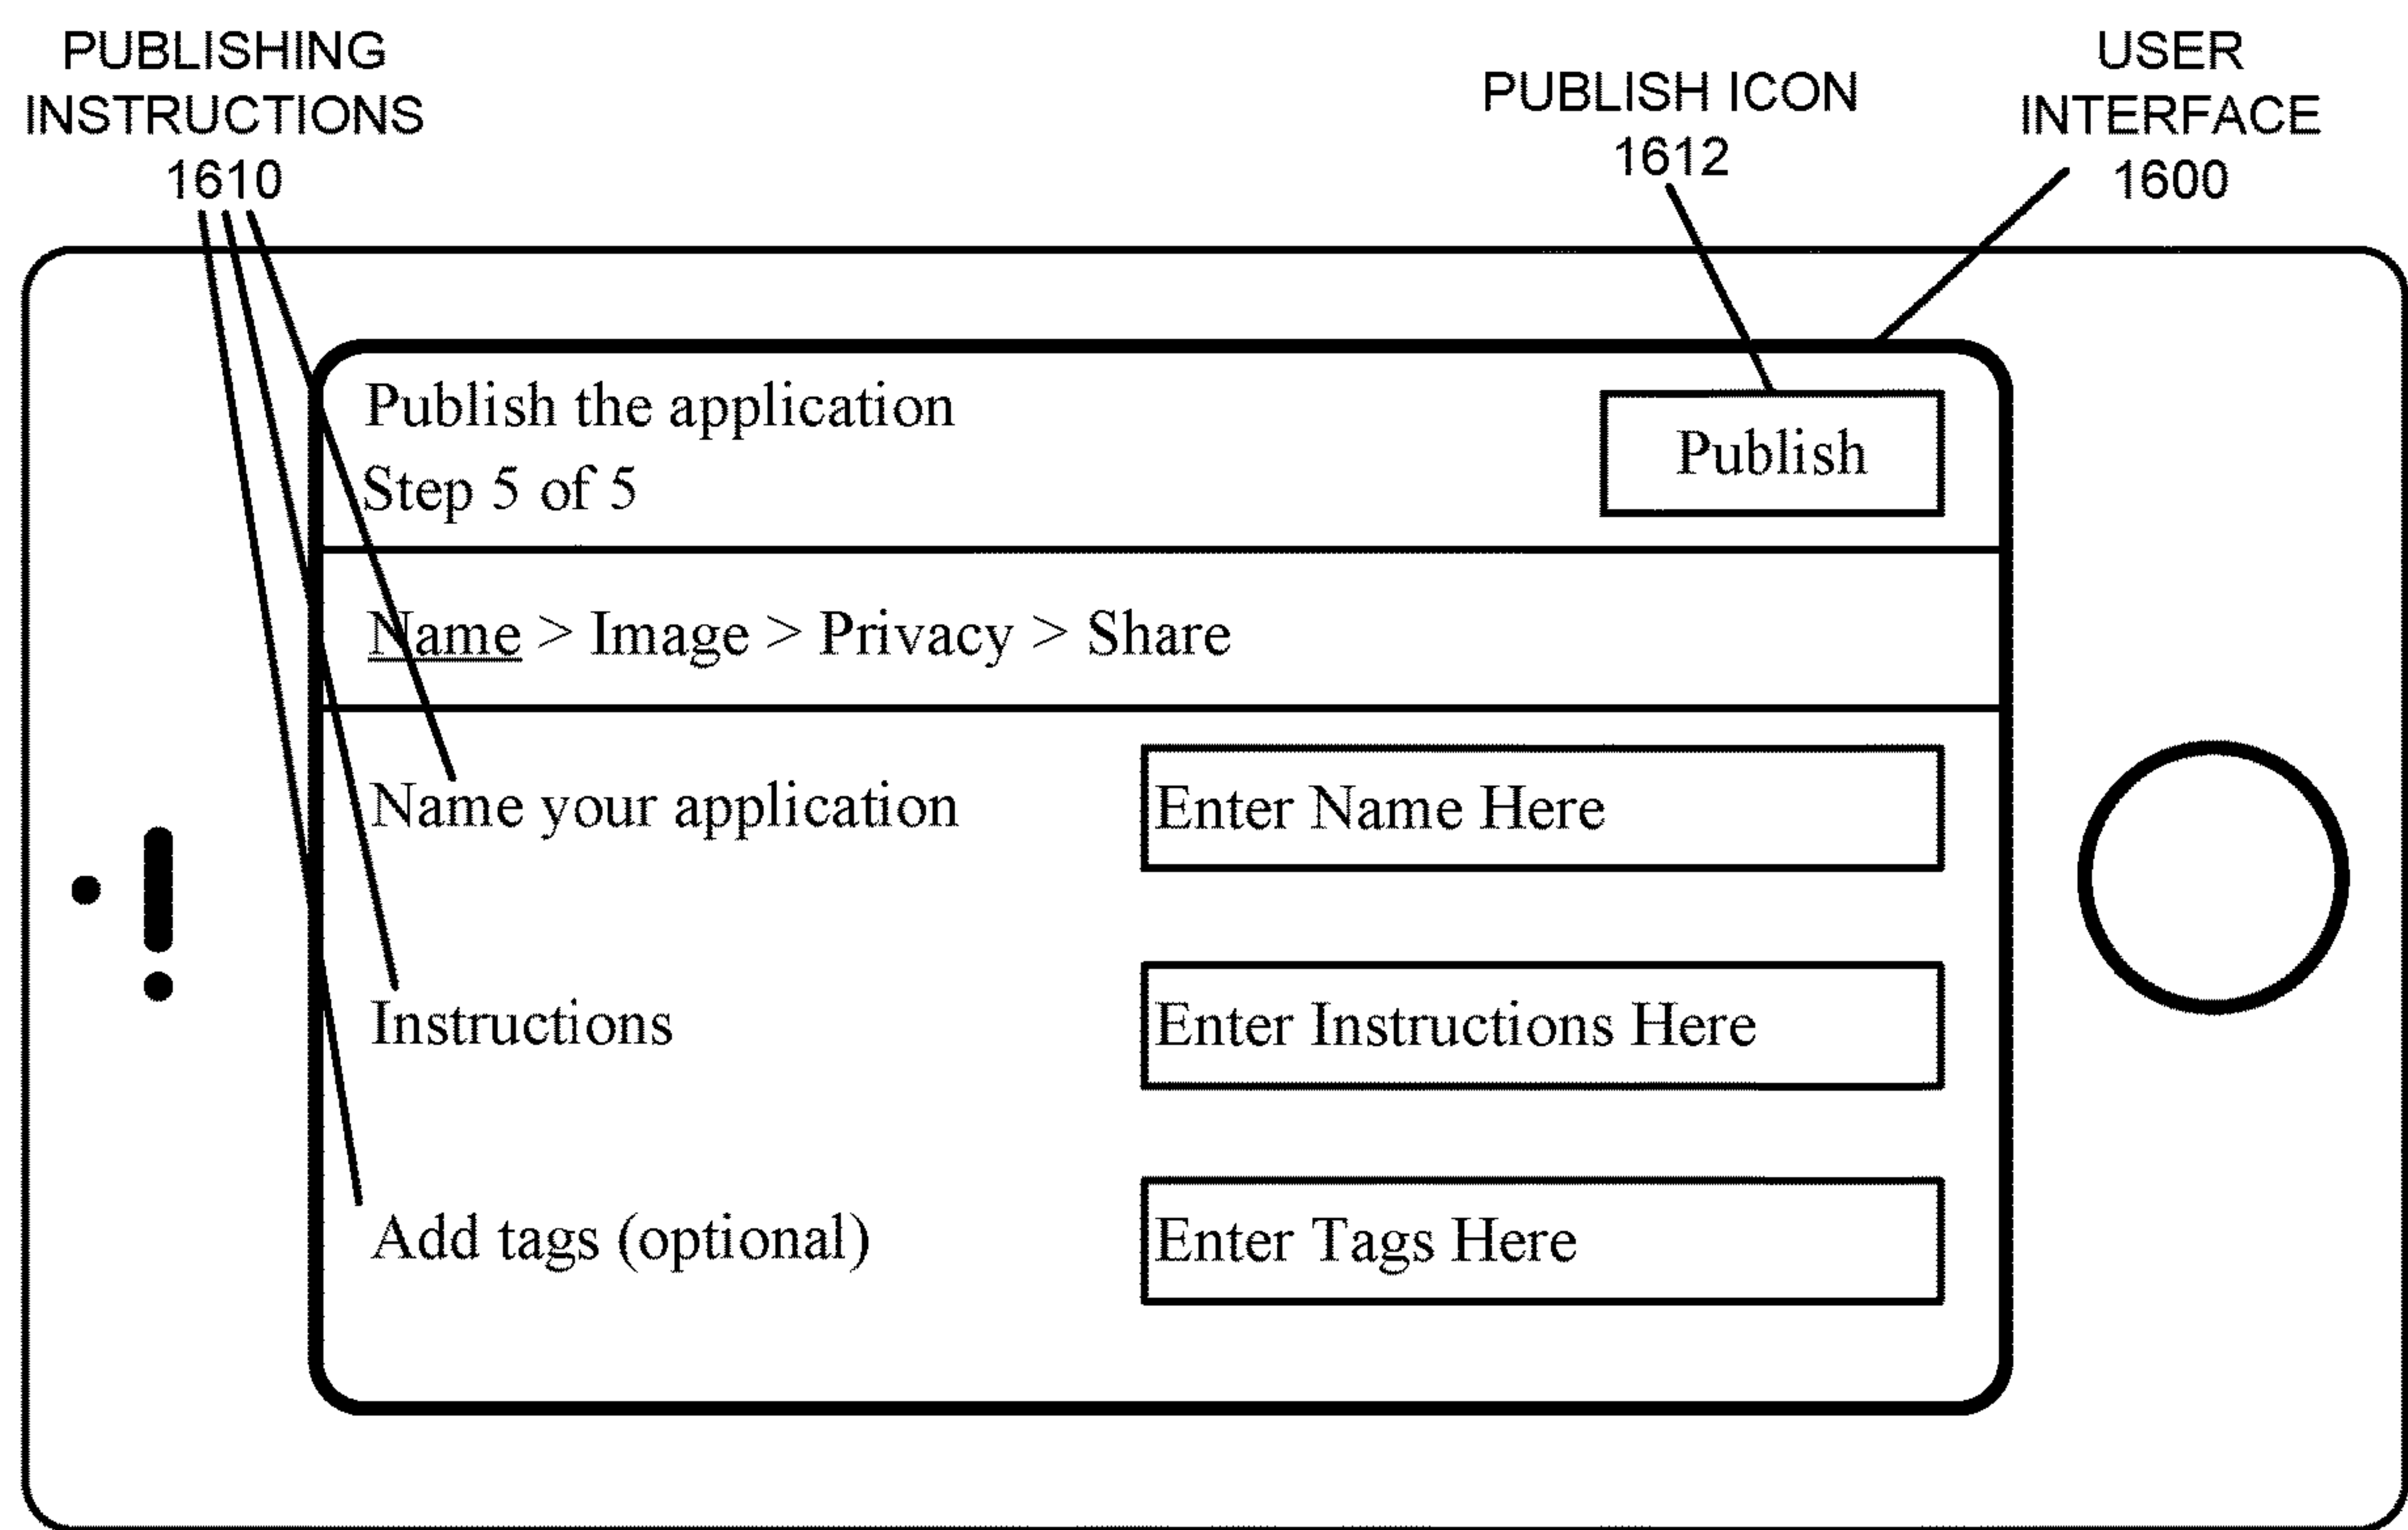 PUBLISHING
INSTRUCTIONS
1610
PUBLISH ICON
1612
USER
INTERFACE
1600
Publish the application
Step 5 of 5
Publish
Name > Image > Privacy > Share
Name your application
Enter Name Here
Instructions
Enter Instructions Here
Add tags (optional)
Enter Tags Here